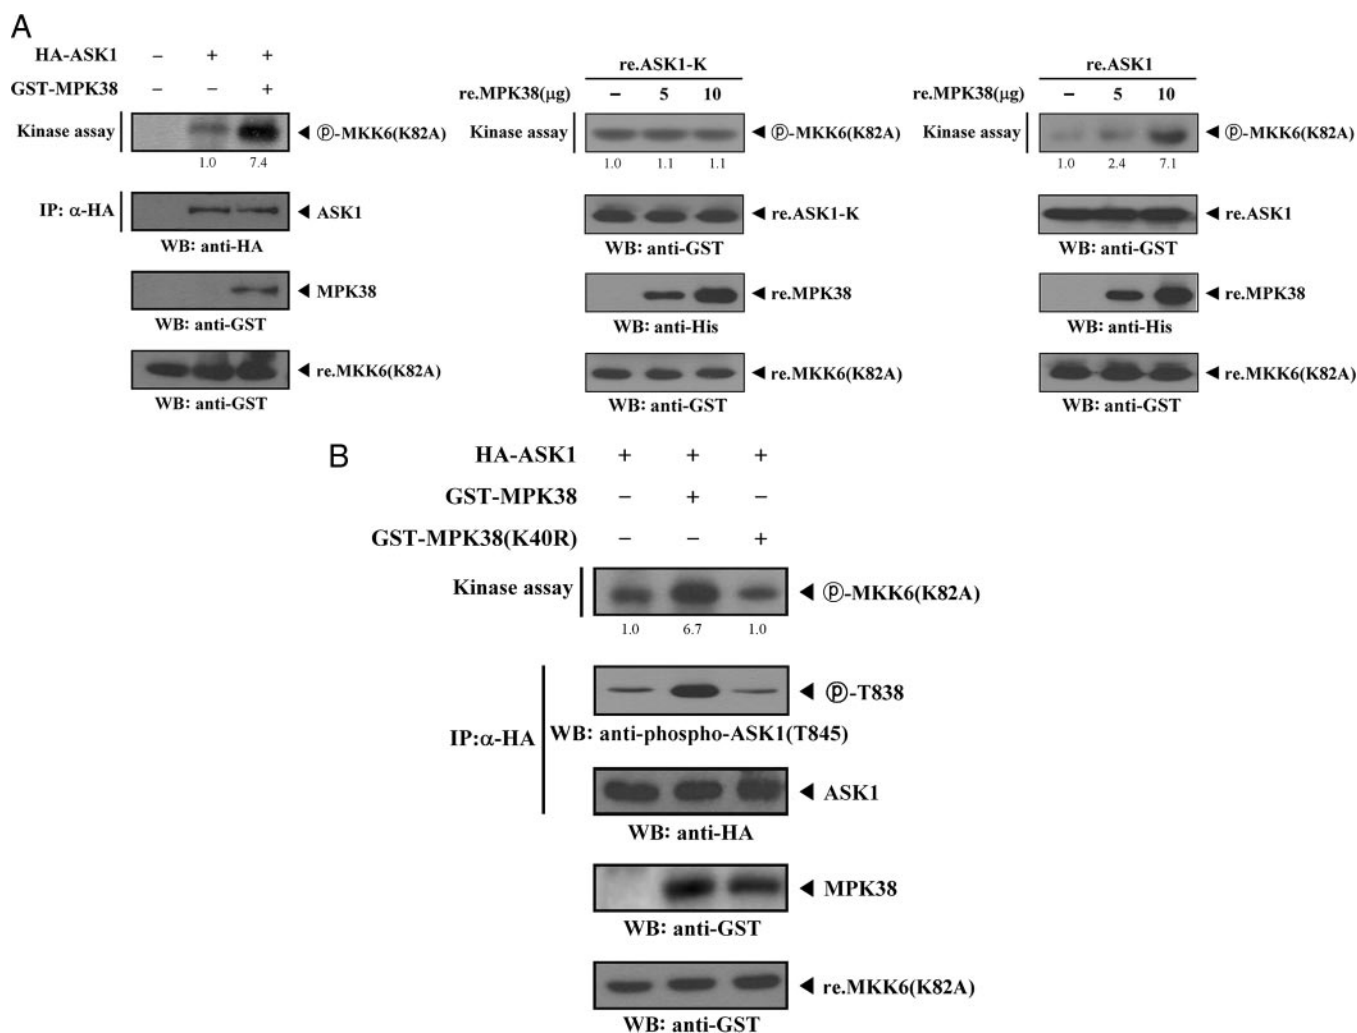 A
HA-ASK1 – + +
GST-MPK38 – – +
Kinase assay ⓟ-MKK6(K82A)
1.0 7.4
IP: α-HA ASK1
WB: anti-HA
MPK38
WB: anti-GST
re.MKK6(K82A)
WB: anti-GST
re.ASK1-K
re.MPK38(μg) – 5 10
Kinase assay ⓟ-MKK6(K82A)
1.0 1.1 1.1
re.ASK1-K
WB: anti-GST
re.MPK38
WB: anti-His
re.MKK6(K82A)
WB: anti-GST
re.ASK1
re.MPK38(μg) – 5 10
Kinase assay ⓟ-MKK6(K82A)
1.0 2.4 7.1
re.ASK1
WB: anti-GST
re.MPK38
WB: anti-His
re.MKK6(K82A)
WB: anti-GST
B
HA-ASK1 + + +
GST-MPK38 – + –
GST-MPK38(K40R) – – +
Kinase assay ⓟ-MKK6(K82A)
1.0 6.7 1.0
ⓟ-T838
IP:α-HA WB: anti-phospho-ASK1(T845)
ASK1
WB: anti-HA
MPK38
WB: anti-GST
re.MKK6(K82A)
WB: anti-GST